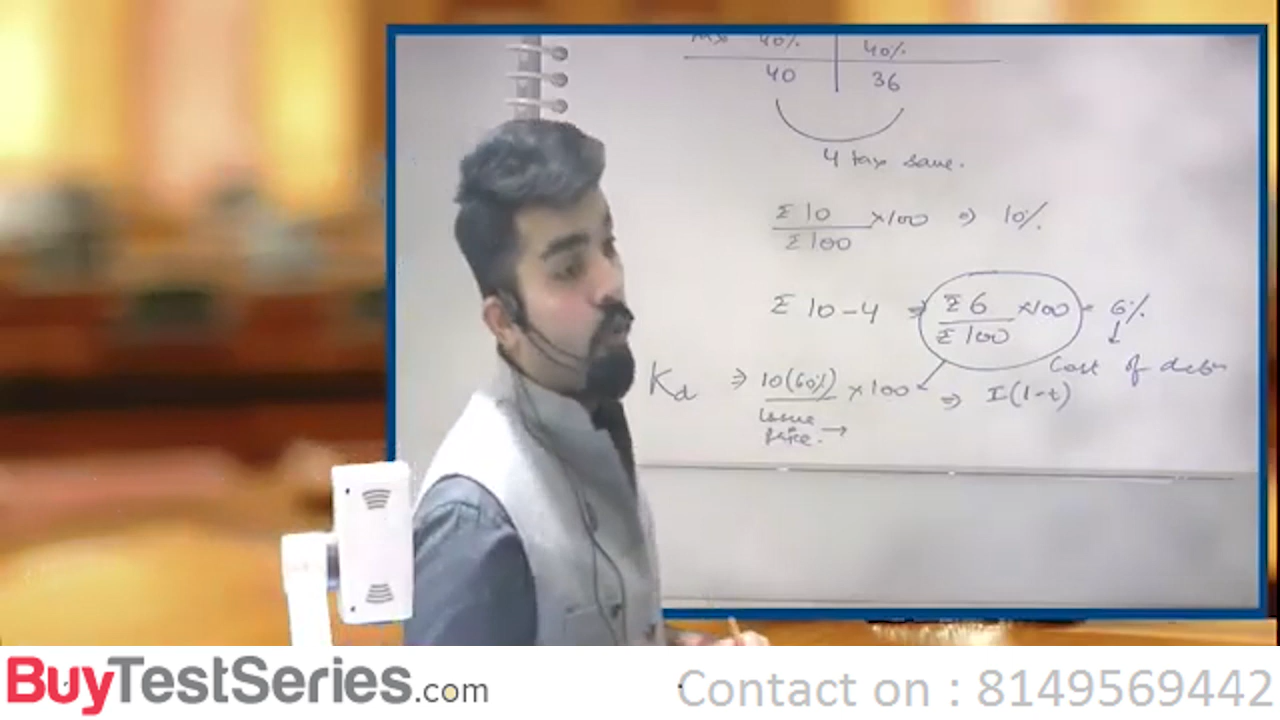 40% 40%
40 36
4 tax save.
Σ 10 / Σ 100 ×100 ⇒ 10%
Σ 10-4 ⇒ Σ 6 / Σ 100 ×100 = 6%
↓
Cost of debt
Kd ⇒ 10(60%) / Issue Price. ×100 ⇒ I(1-t)
BuyTestSeries.com
Contact on : 8149569442